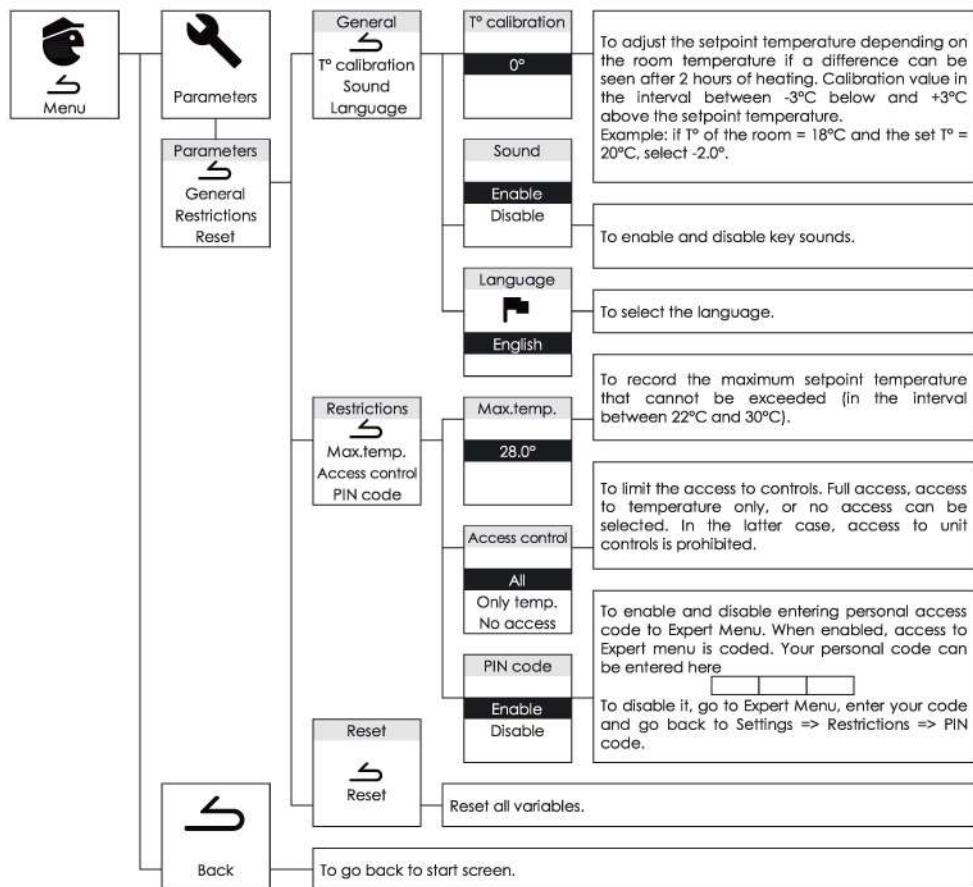 Menu
Parameters
Parameters
General
Restrictions
Reset
General
T° calibration
Sound
Language
T° calibration
0°
To adjust the setpoint temperature depending on
the room temperature if a difference can be
seen after 2 hours of heating. Calibration value in
the interval between -3°C below and +3°C
above the setpoint temperature.
Example: if T° of the room = 18°C and the set T° =
20°C, select -2.0°.
Sound
Enable
Disable
To enable and disable key sounds.
Language
English
To select the language.
Restrictions
Max.temp.
Access control
PIN code
Max.temp.
28.0°
To record the maximum setpoint temperature
that cannot be exceeded (in the interval
between 22°C and 30°C).
Access control
All
Only temp.
No access
To limit the access to controls. Full access, access
to temperature only, or no access can be
selected. In the latter case, access to unit
controls is prohibited.
PIN code
Enable
Disable
To enable and disable entering personal access
code to Expert Menu. When enabled, access to
Expert menu is coded. Your personal code can
be entered here
To disable it, go to Expert Menu, enter your code
and go back to Settings => Restrictions => PIN
code.
Reset
Reset
Reset all variables.
Back
To go back to start screen.